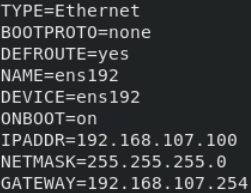 TYPE=Ethernet
BOOTPROTO=none
DEFROUTE=yes
NAME=ens192
DEVICE=ens192
ONBOOT=on
IPADDR=192.168.107.100
NETMASK=255.255.255.0
GATEWAY=192.168.107.254